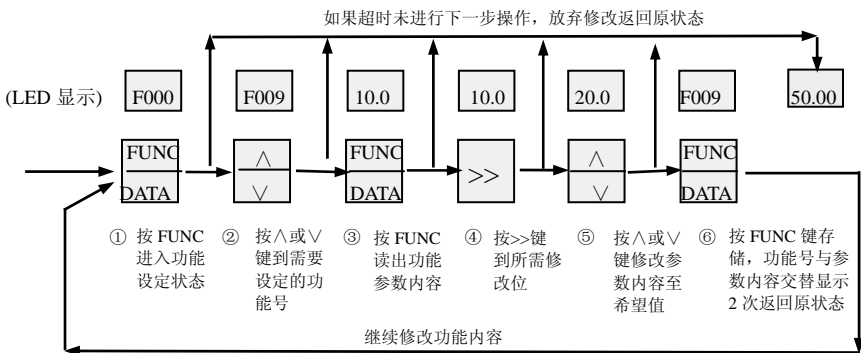 如果超时未进行下一步操作，放弃修改返回原状态
(LED 显示)
F000
F009
10.0
10.0
20.0
F009
50.00
FUNC
DATA
∧
∨
FUNC
DATA
>>
∧
∨
FUNC
DATA
① 按 FUNC
进入功能
设定状态
② 按∧或∨
键到需要
设定的功
能号
③ 按 FUNC
读出功能
参数内容
④ 按>>键
到所需修
改位
⑤ 按∧或∨
键修改参
数内容至
希望值
⑥ 按 FUNC 键存
储，功能号与参
数内容交替显示
2 次返回原状态
继续修改功能内容